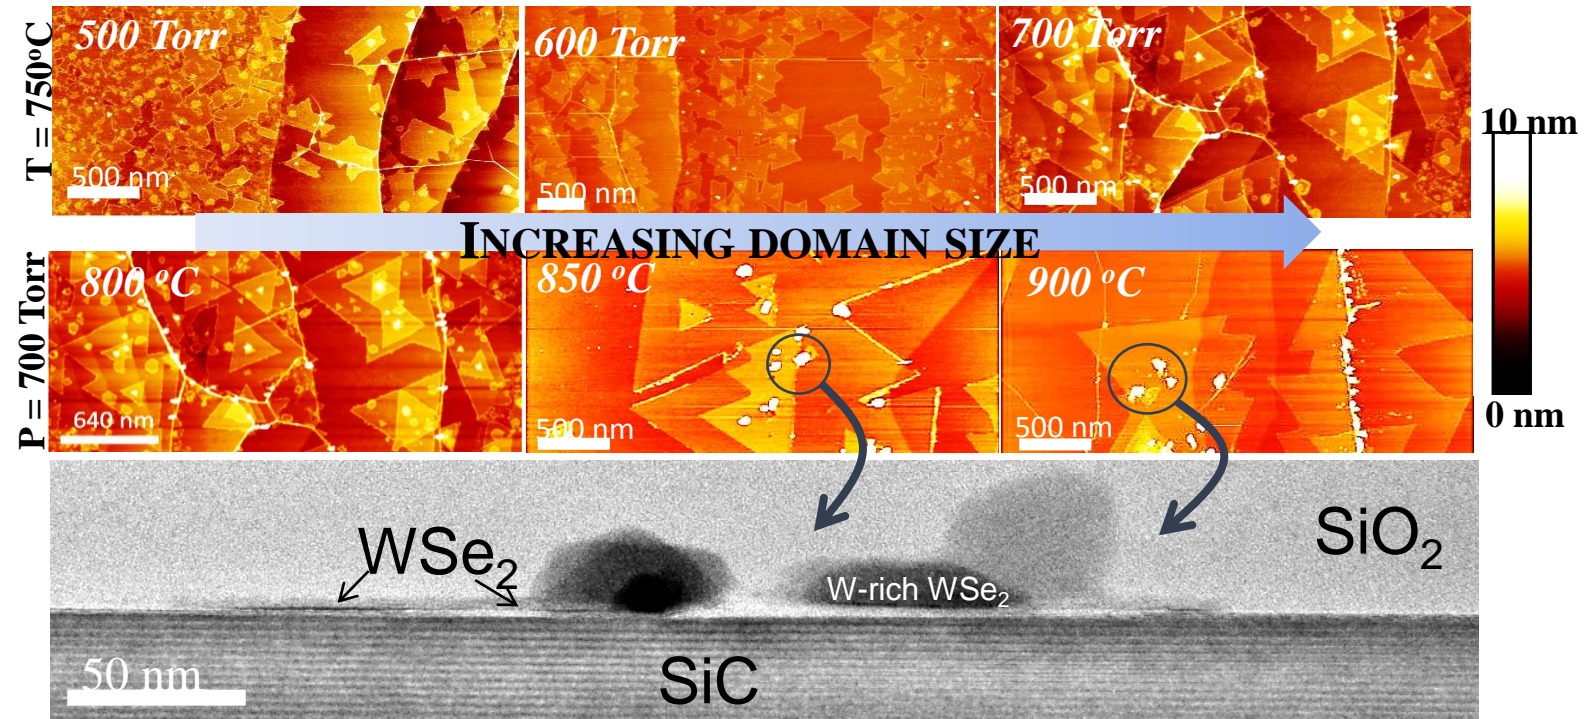 T = 750°C
500 Torr
500 nm
600 Torr
500 nm
700 Torr
500 nm
10 nm
0 nm
INCREASING DOMAIN SIZE
P = 700 Torr
800 °C
640 nm
850 °C
500 nm
900 °C
500 nm
WSe₂
W-rich WSe₂
SiO₂
50 nm
SiC